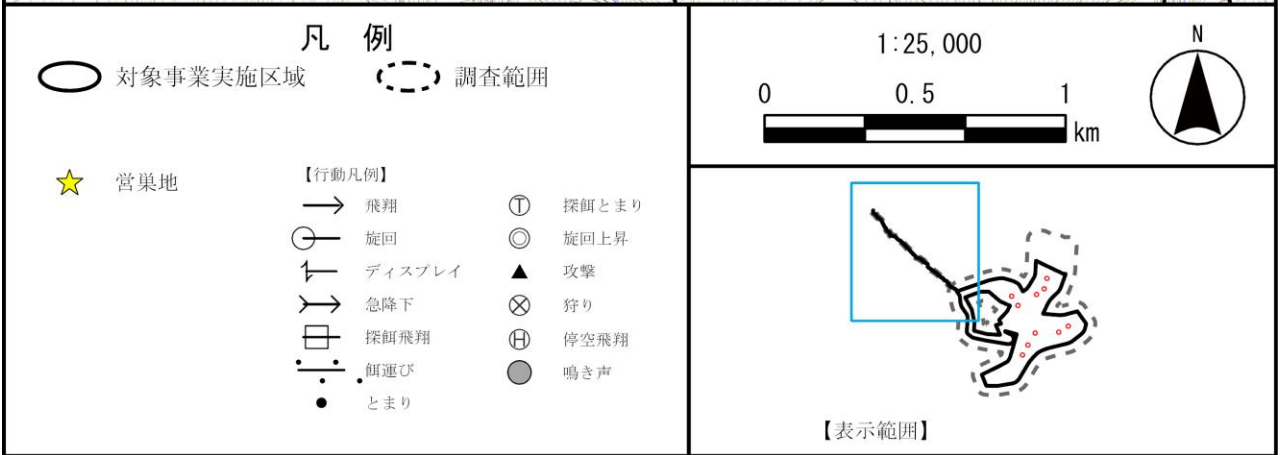 凡 例
対象事業実施区域
調査範囲
営巣地
【行動凡例】
飛翔
旋回
ディスプレイ
急降下
探餌飛翔
餌運び
とまり
T 探餌とまり
旋回上昇
攻撃
狩り
H 停空飛翔
鳴き声
1:25,000
0 0.5 1
km
N
【表示範囲】